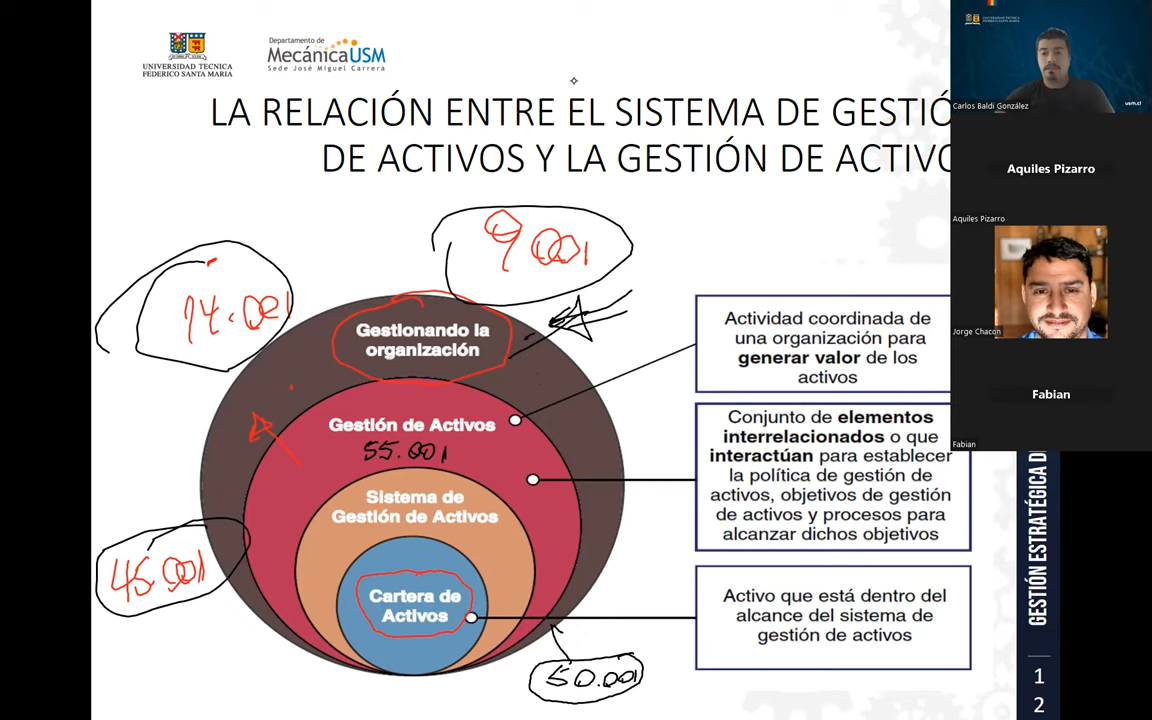 UNIVERSIDAD TECNICA
FEDERICO SANTA MARIA
Departamento de
MecánicaUSM
Sede José Miguel Carrera
LA RELACIÓN ENTRE EL SISTEMA DE GESTIÓ
DE ACTIVOS Y LA GESTIÓN DE ACTIVO
9001
14.001
Gestionando la
organización
Gestión de Activos
55.001
Sistema de
Gestión de Activos
45.001
Cartera de
Activos
50.001
Actividad coordinada de
una organización para
generar valor de los
activos
Conjunto de elementos
interrelacionados o que
interactúan para establecer
la política de gestión de
activos, objetivos de gestión
de activos y procesos para
alcanzar dichos objetivos
Activo que está dentro del
alcance del sistema de
gestión de activos
GESTIÓN ESTRATÉGICA D
1
2
UNIVERSIDAD TECNICA
FEDERICO SANTA MARIA
Carlos Baldi González
usm.cl
Aquiles Pizarro
Aquiles Pizarro
Jorge Chacon
Fabian
Fabian